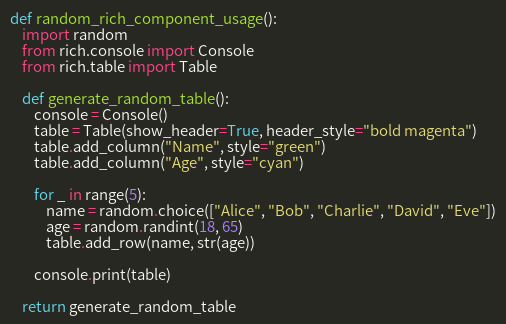 def random_rich_component_usage():
    import random
    from rich.console import Console
    from rich.table import Table

    def generate_random_table():
        console = Console()
        table = Table(show_header=True, header_style="bold magenta")
        table.add_column("Name", style="green")
        table.add_column("Age", style="cyan")

        for _ in range(5):
            name = random.choice(["Alice", "Bob", "Charlie", "David", "Eve"])
            age = random.randint(18, 65)
            table.add_row(name, str(age))

        console.print(table)

    return generate_random_table